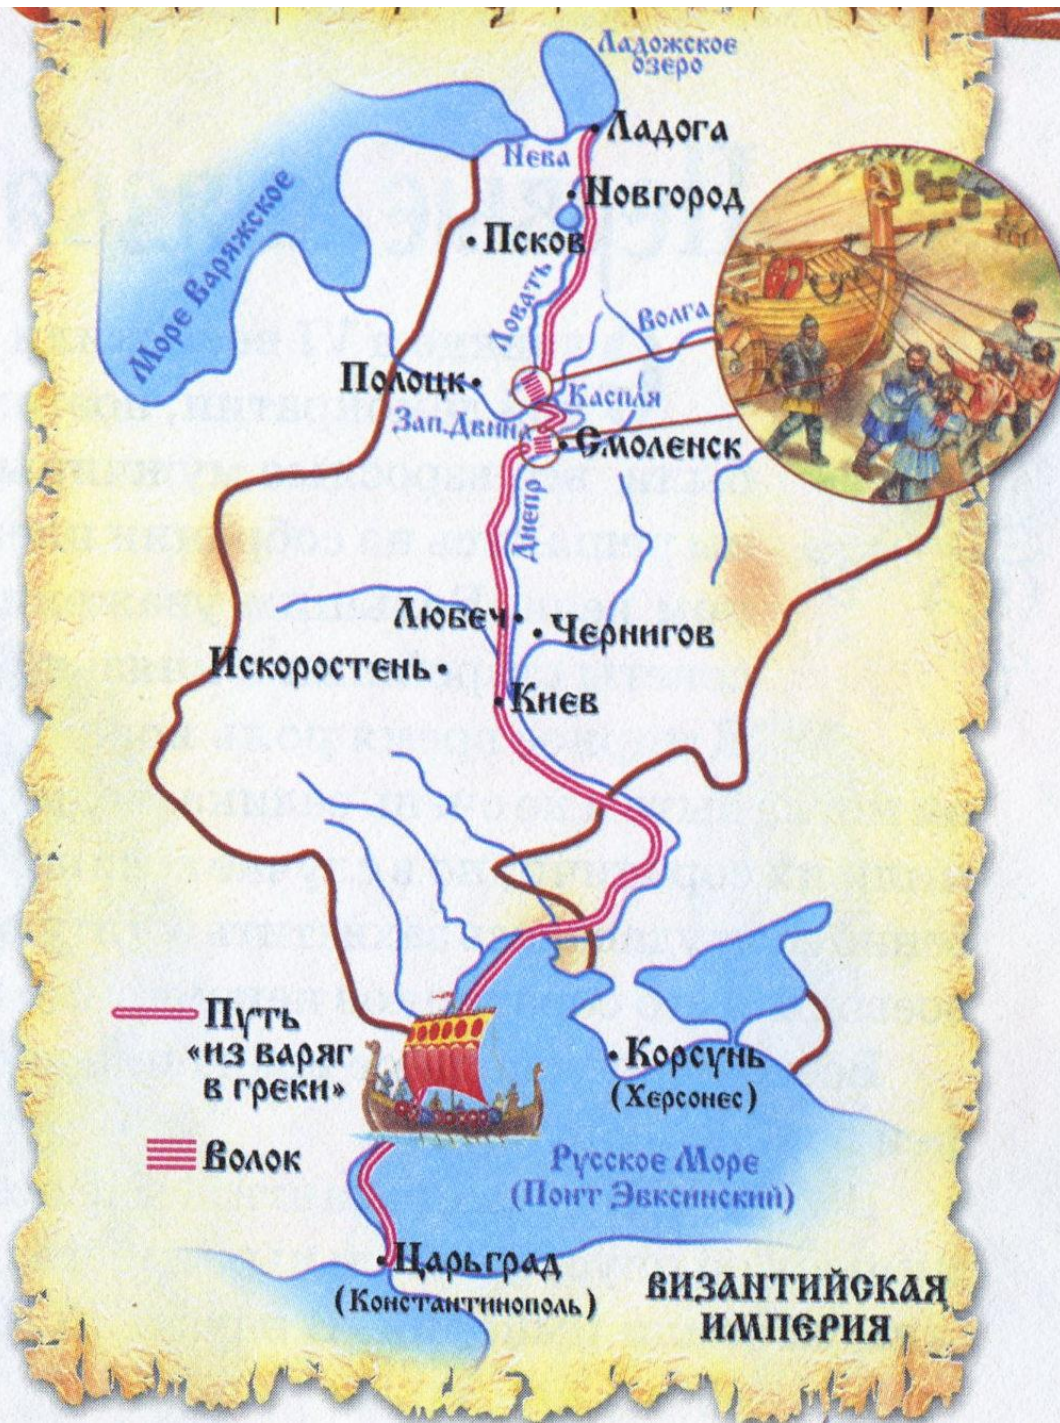 Ладожское
озеро
Ладога
Нева
Новгород
Псков
Море Варяжское
Ловать
Волга
Полоцк
Каспля
Зап. Двина
Смоленск
Днепр
Любеч
Чернигов
Искоростень
Киев
Путь
«из варяг
в греки»
Волок
Корсунь
(Херсонес)
Русское Море
(Понт Эвксинский)
Царьград
(Константинополь)
ВИЗАНТИЙСКАЯ
ИМПЕРИЯ